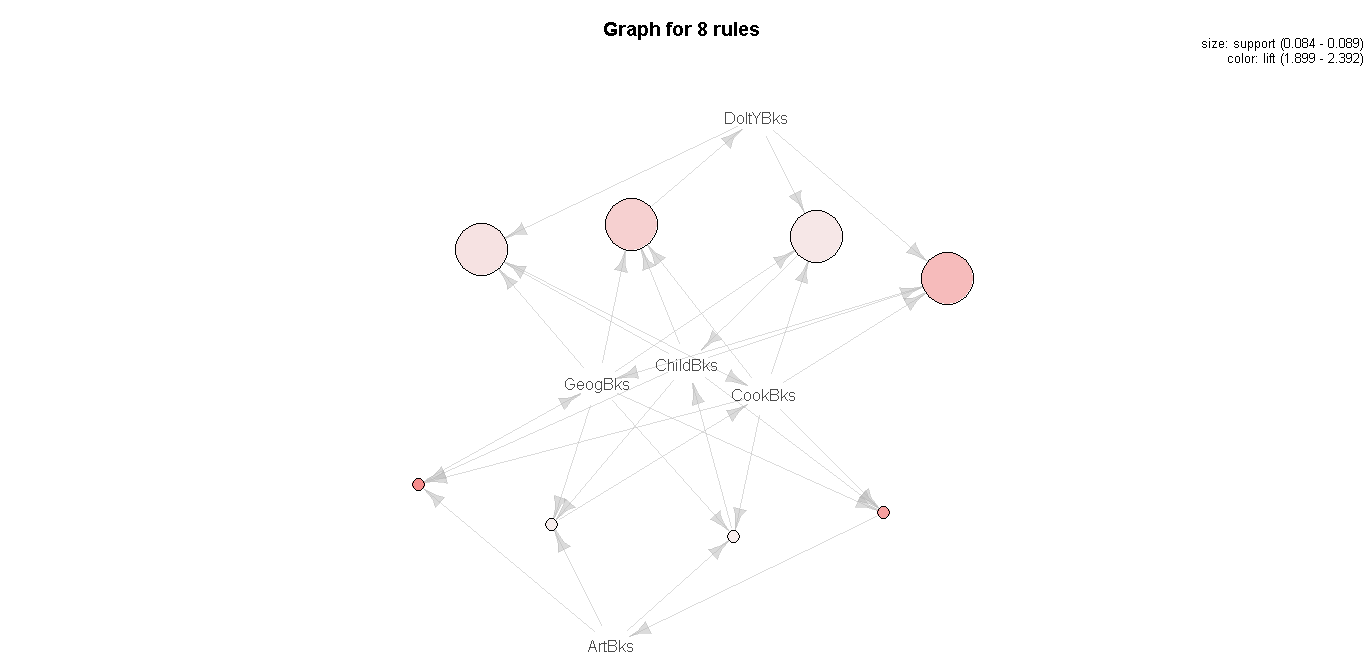 Graph for 8 rules
size: support (0.084 - 0.089)
color: lift (1.899 - 2.392)
DoItYBks
ChildBks
GeogBks
CookBks
ArtBks